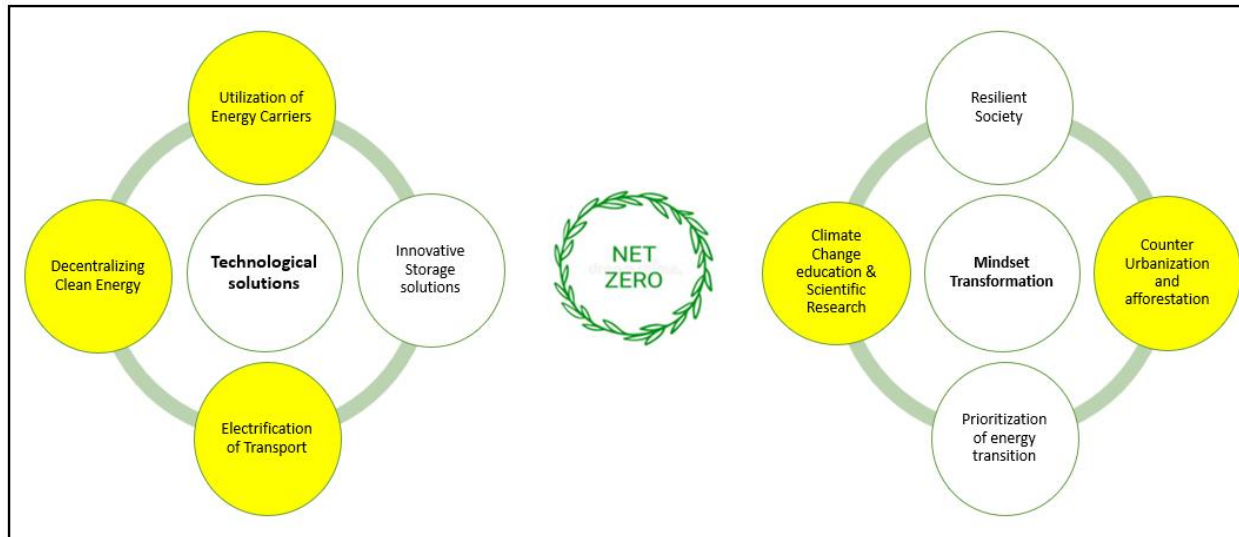 Utilization of
Energy Carriers
Decentralizing
Clean Energy
Technological
solutions
Innovative
Storage
solutions
Electrification
of Transport
NET
ZERO
Resilient
Society
Climate
Change
education &
Scientific
Research
Mindset
Transformation
Counter
Urbanization
and
afforestation
Prioritization
of energy
transition